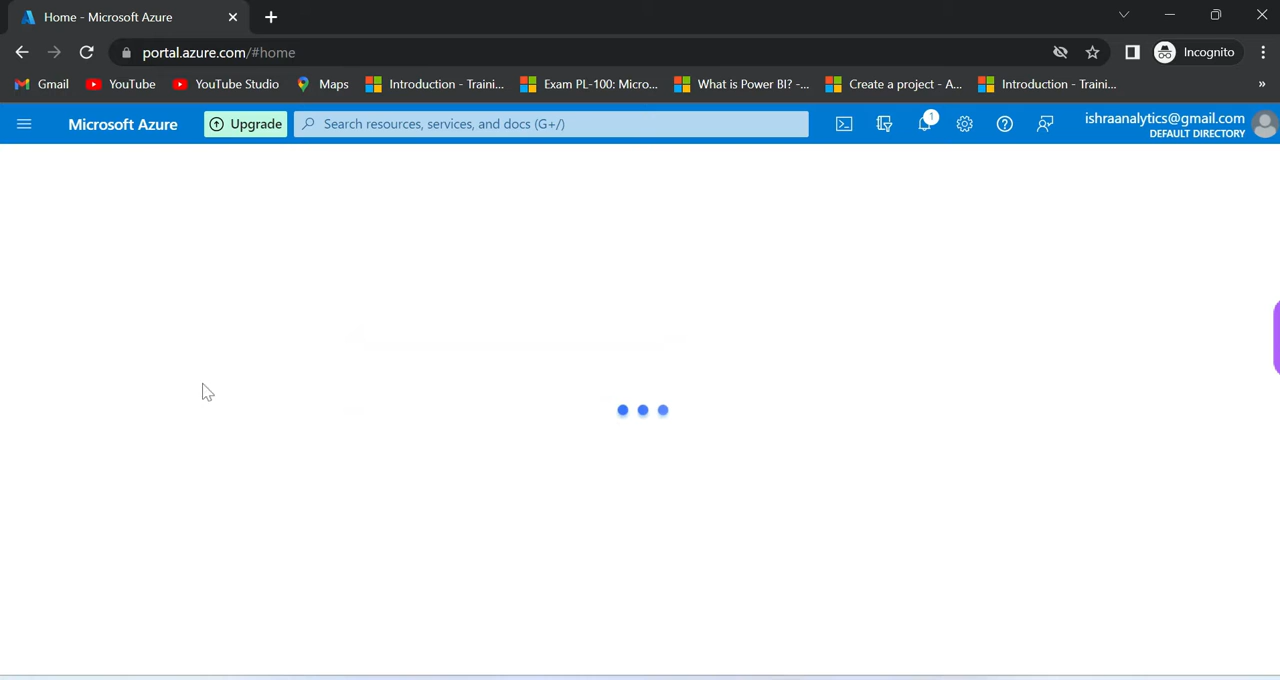 Home - Microsoft Azure
portal.azure.com/#home
Incognito
Gmail
YouTube
YouTube Studio
Maps
Introduction - Traini...
Exam PL-100: Micro...
What is Power BI? -...
Create a project - A...
Introduction - Traini...
»
Microsoft Azure
Upgrade
Search resources, services, and docs (G+/)
1
ishraanalytics@gmail.com
DEFAULT DIRECTORY